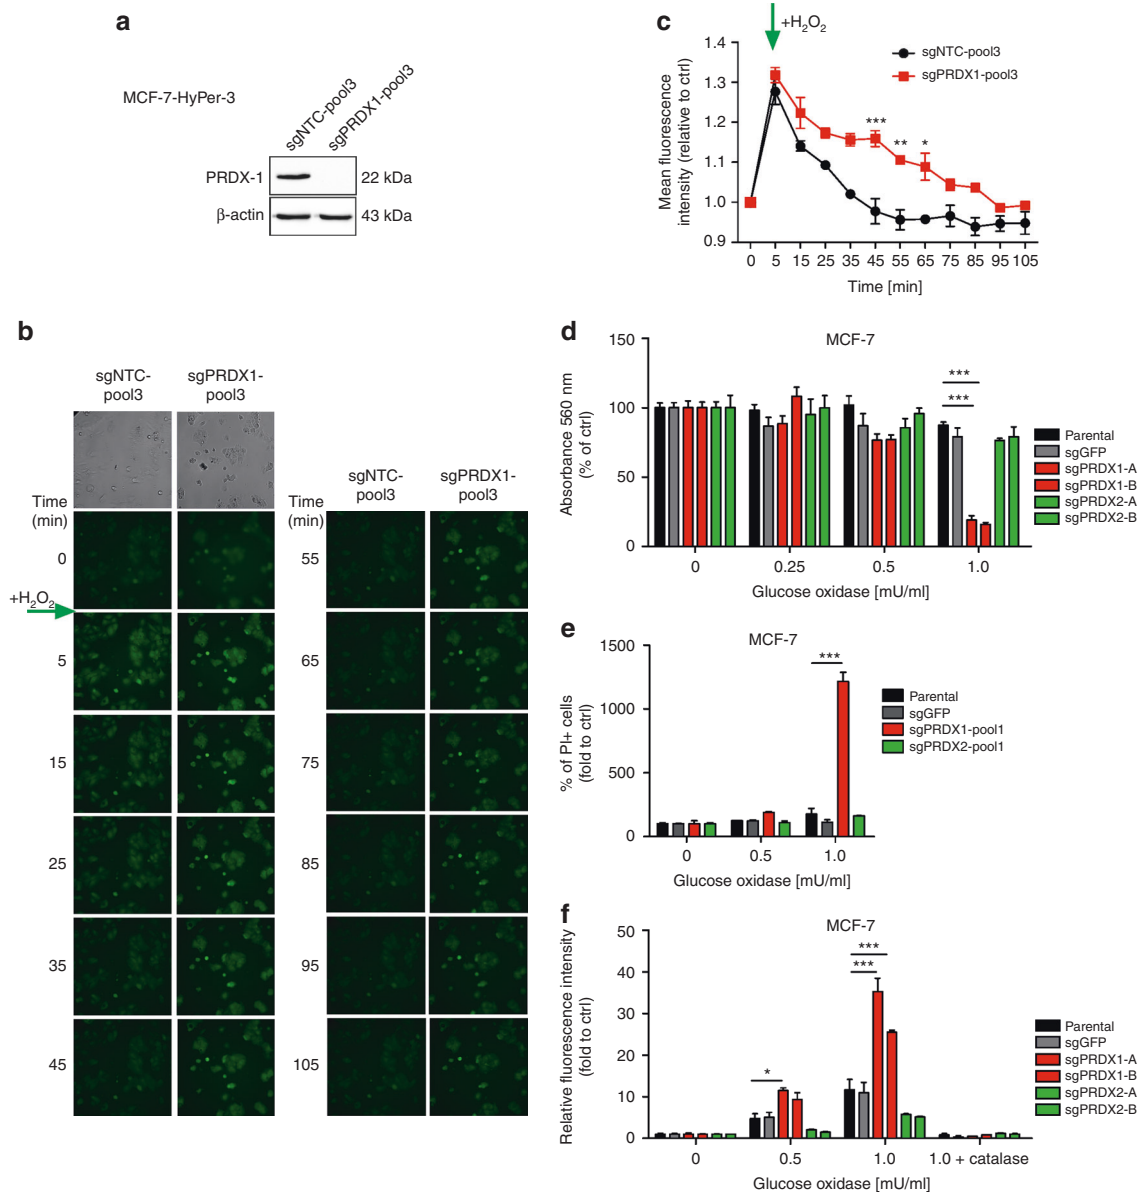 a
MCF-7-HyPer-3
sgNTC-pool3
sgPRDX1-pool3
PRDX-1
22 kDa
β-actin
43 kDa
b
sgNTC-
pool3
sgPRDX1-
pool3
Time
(min)
0
+H2O2
5
15
25
35
45
sgNTC-
pool3
sgPRDX1-
pool3
Time
(min)
55
65
75
85
95
105
c
+H2O2
sgNTC-pool3
sgPRDX1-pool3
Mean fluorescence
intensity (relative to ctrl)
1.4
1.3
1.2
1.1
1.0
0.9
***
**
*
0 5 15 25 35 45 55 65 75 85 95 105
Time [min]
d
MCF-7
Absorbance 560 nm
(% of ctrl)
150
100
50
0
***
***
0 0.25 0.5 1.0
Glucose oxidase [mU/ml]
Parental
sgGFP
sgPRDX1-A
sgPRDX1-B
sgPRDX2-A
sgPRDX2-B
e
MCF-7
% of PI+ cells
(fold to ctrl)
1500
1000
500
0
***
0 0.5 1.0
Glucose oxidase [mU/ml]
Parental
sgGFP
sgPRDX1-pool1
sgPRDX2-pool1
f
MCF-7
Relative fluorescence intensity
(fold to ctrl)
50
40
30
20
10
0
*
***
***
0 0.5 1.0 1.0 + catalase
Glucose oxidase [mU/ml]
Parental
sgGFP
sgPRDX1-A
sgPRDX1-B
sgPRDX2-A
sgPRDX2-B